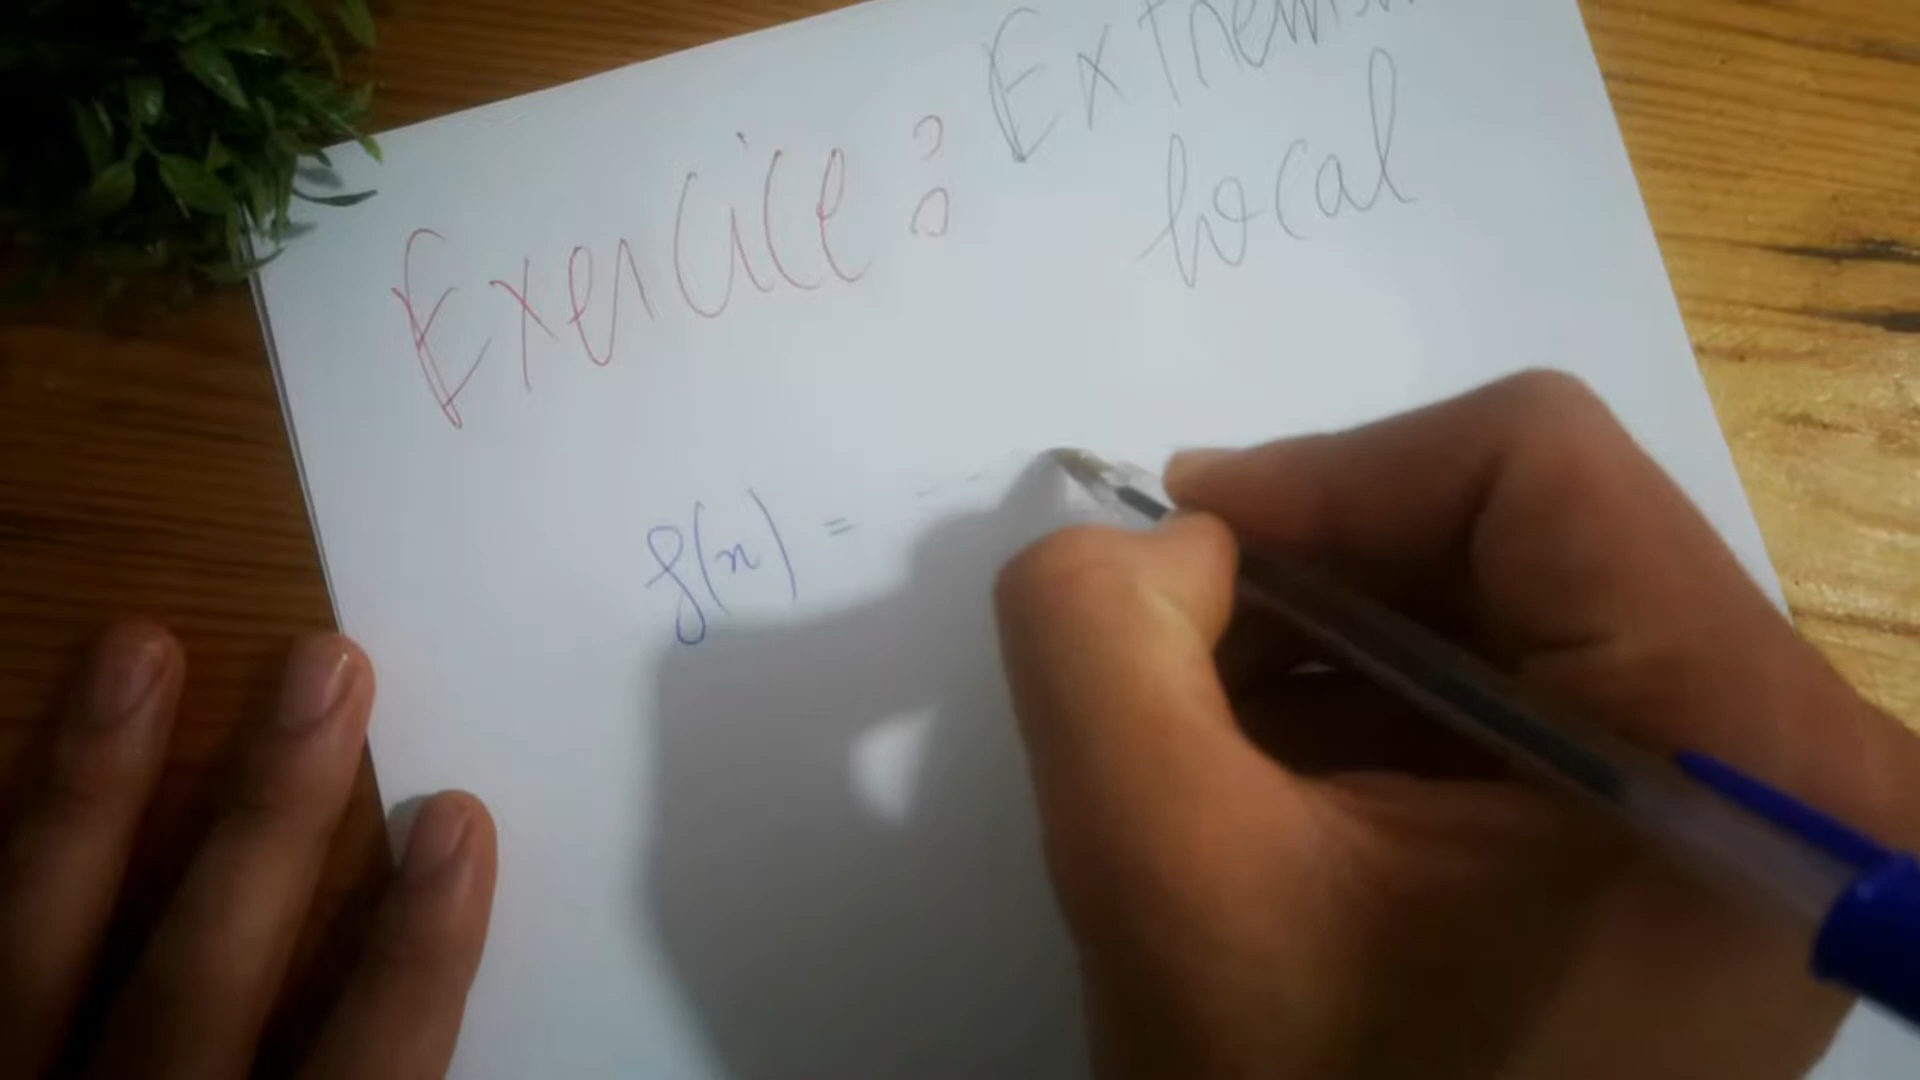 Exercice : Extremum
local
f(x) =